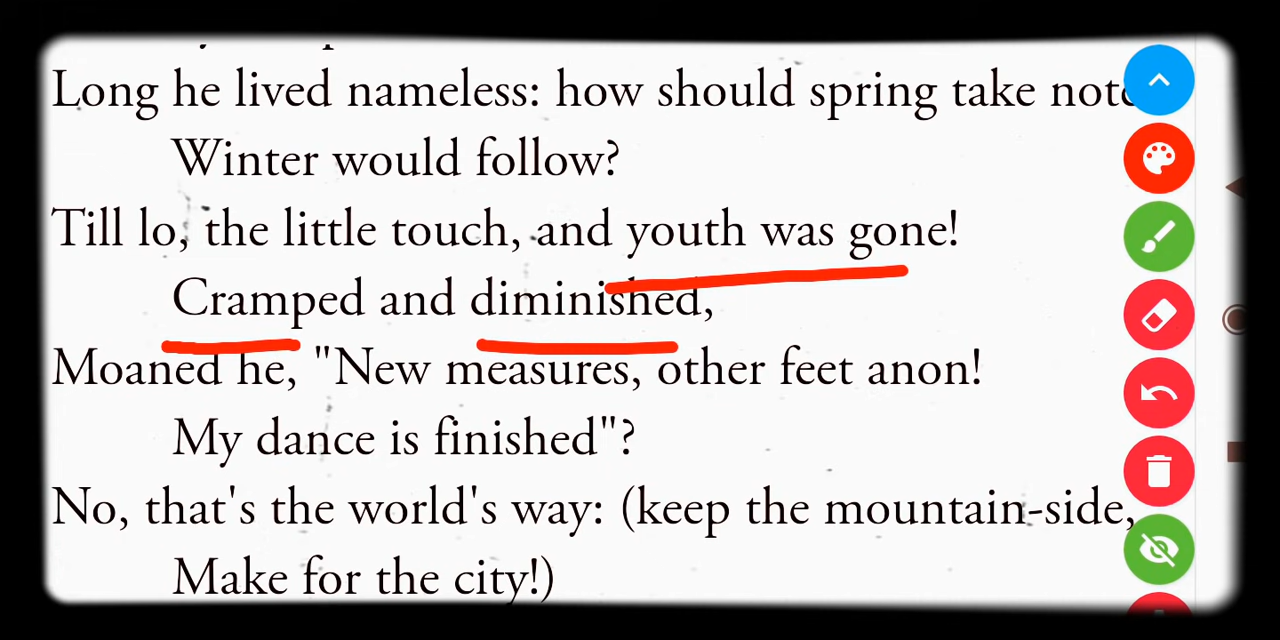 Long he lived nameless: how should spring take note
Winter would follow?
Till lo, the little touch, and youth was gone!
Cramped and diminished,
Moaned he, "New measures, other feet anon!
My dance is finished"?
No, that's the world's way: (keep the mountain-side,
Make for the city!)